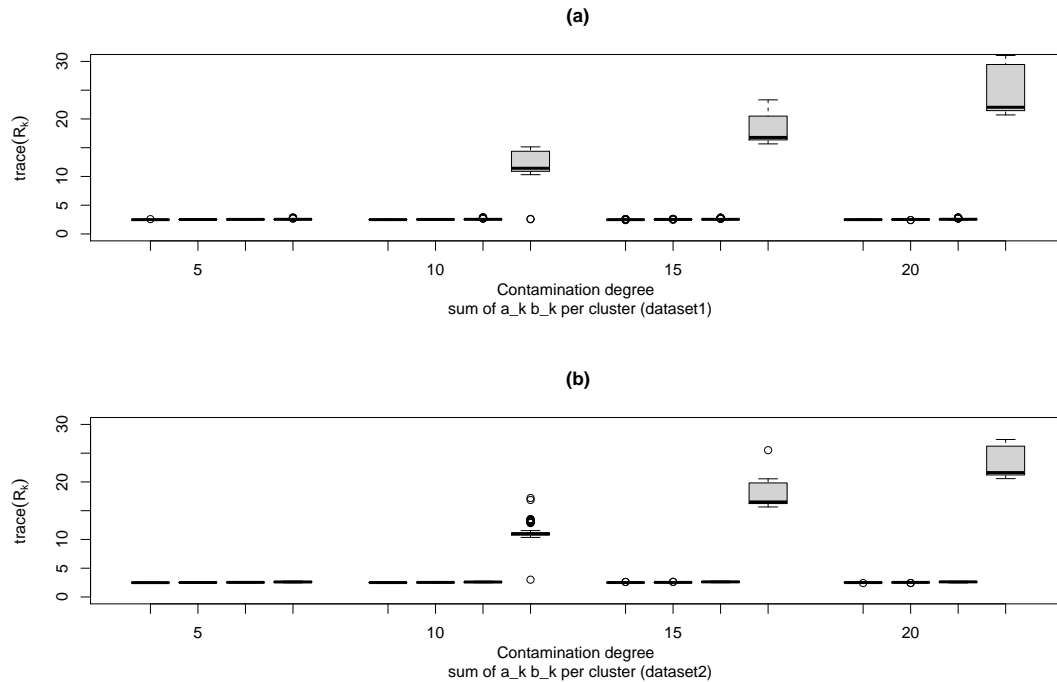 (a)
30
20
10
5
0
trace(R_k)
5
10
15
20
Contamination degree
sum of a_k b_k per cluster (dataset1)
(b)
30
20
10
5
0
trace(R_k)
5
10
15
20
Contamination degree
sum of a_k b_k per cluster (dataset2)